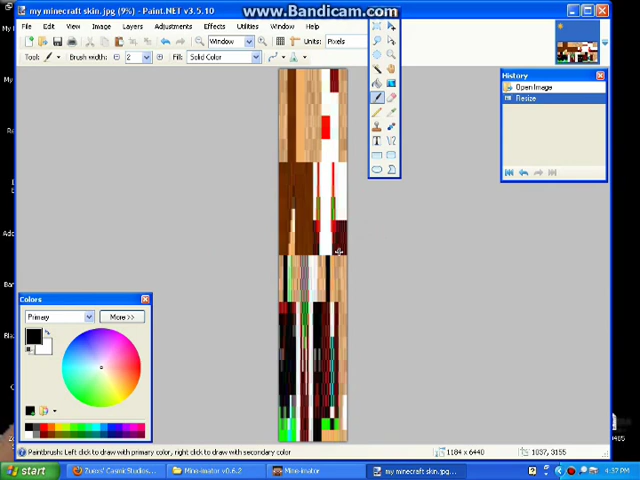 www.Bandicam.com
my minecraft skin.jpg (9%) - Paint.NET v3.5.10
File Edit View Image Layers Adjustments Effects Utilities Window Help
Window Units: Pixels
Tool: Brush width: 2 Fill: Solid Color
History
Open Image
Resize
Colors
Primary More >>
Paintbrush: Left click to draw with primary color, right click to draw with secondary color
1184 x 6440 1037, 3155
start Mine-imator v0.6.2 Mine-imator my minecraft skin.jpg... 4:37 PM